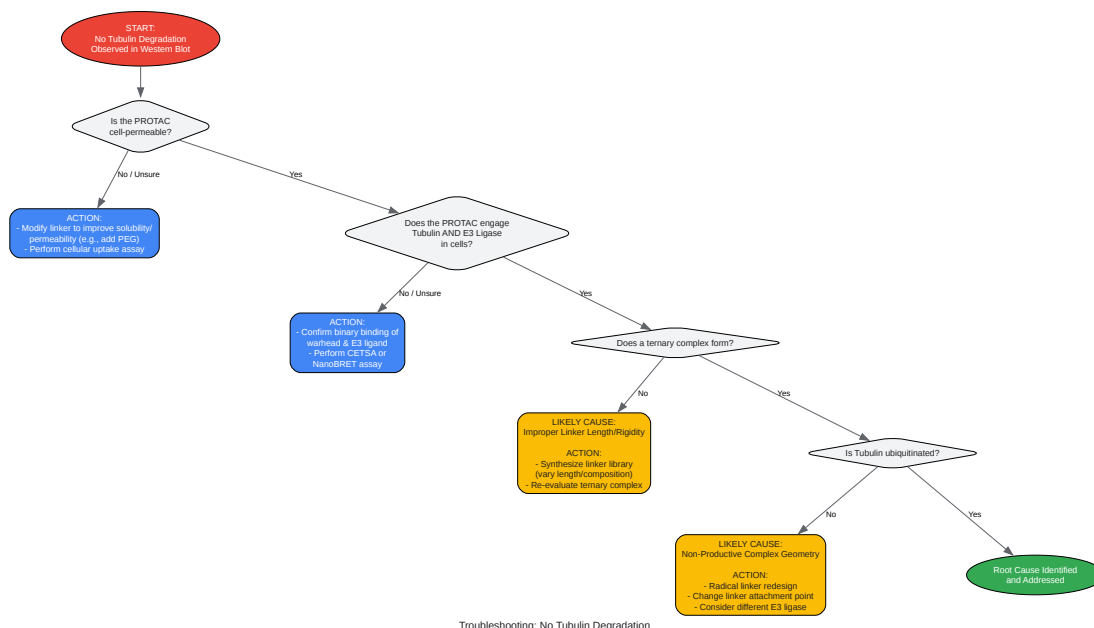 START:
No Tubulin Degradation
Observed in Western Blot
Is the PROTAC
cell-permeable?
No / Unsure
Yes
ACTION:
- Modify linker to improve solubility/
permeability (e.g., add PEG)
- Perform cellular uptake assay
Does the PROTAC engage
Tubulin AND E3 Ligase
in cells?
No / Unsure
Yes
ACTION:
- Confirm binary binding of
warhead & E3 ligand
- Perform CETSA or
NanoBRET assay
Does a ternary complex form?
No
Yes
LIKELY CAUSE:
Improper Linker Length/Rigidity
ACTION:
- Synthesize linker library
(vary length/composition)
- Re-evaluate ternary complex
Is Tubulin ubiquitinated?
No
Yes
LIKELY CAUSE:
Non-Productive Complex Geometry
ACTION:
- Radical linker redesign
- Change linker attachment point
- Consider different E3 ligase
Root Cause Identified
and Addressed
Troubleshooting: No Tubulin Degradation